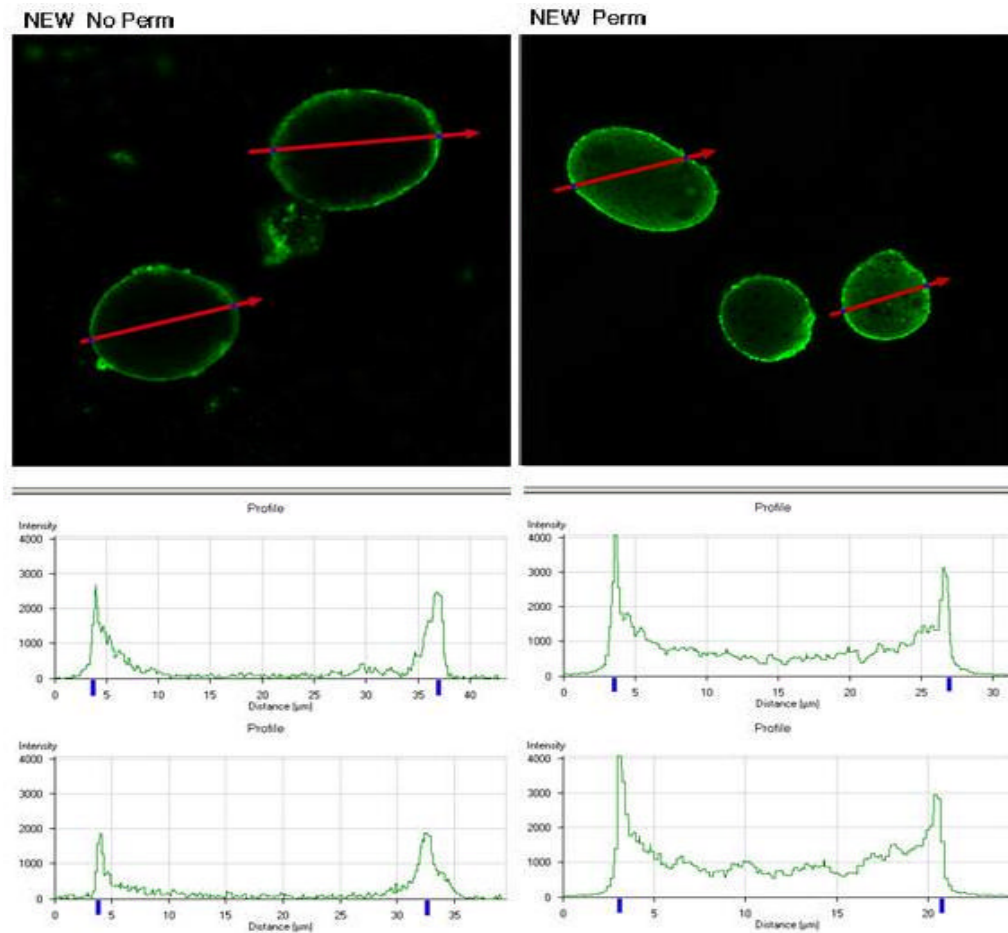 NEW No Perm
NEW Perm
Profile
Intensity
4000
3000
2000
1000
0
0 5 10 15 20 25 30 35 40
Distance [µm]
Profile
Intensity
4000
3000
2000
1000
0
0 5 10 15 20 25 30
Distance [µm]
Profile
Intensity
4000
3000
2000
1000
0
0 5 10 15 20 25 30 35
Distance [µm]
Profile
Intensity
4000
3000
2000
1000
0
0 5 10 15 20
Distance [µm]